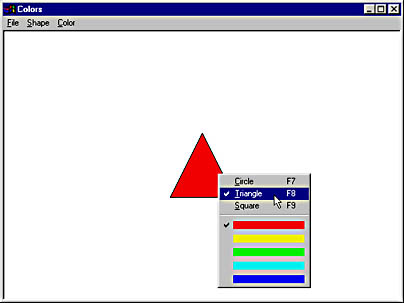 Colors
File Shape Color
Circle F7
Triangle F8
Square F9